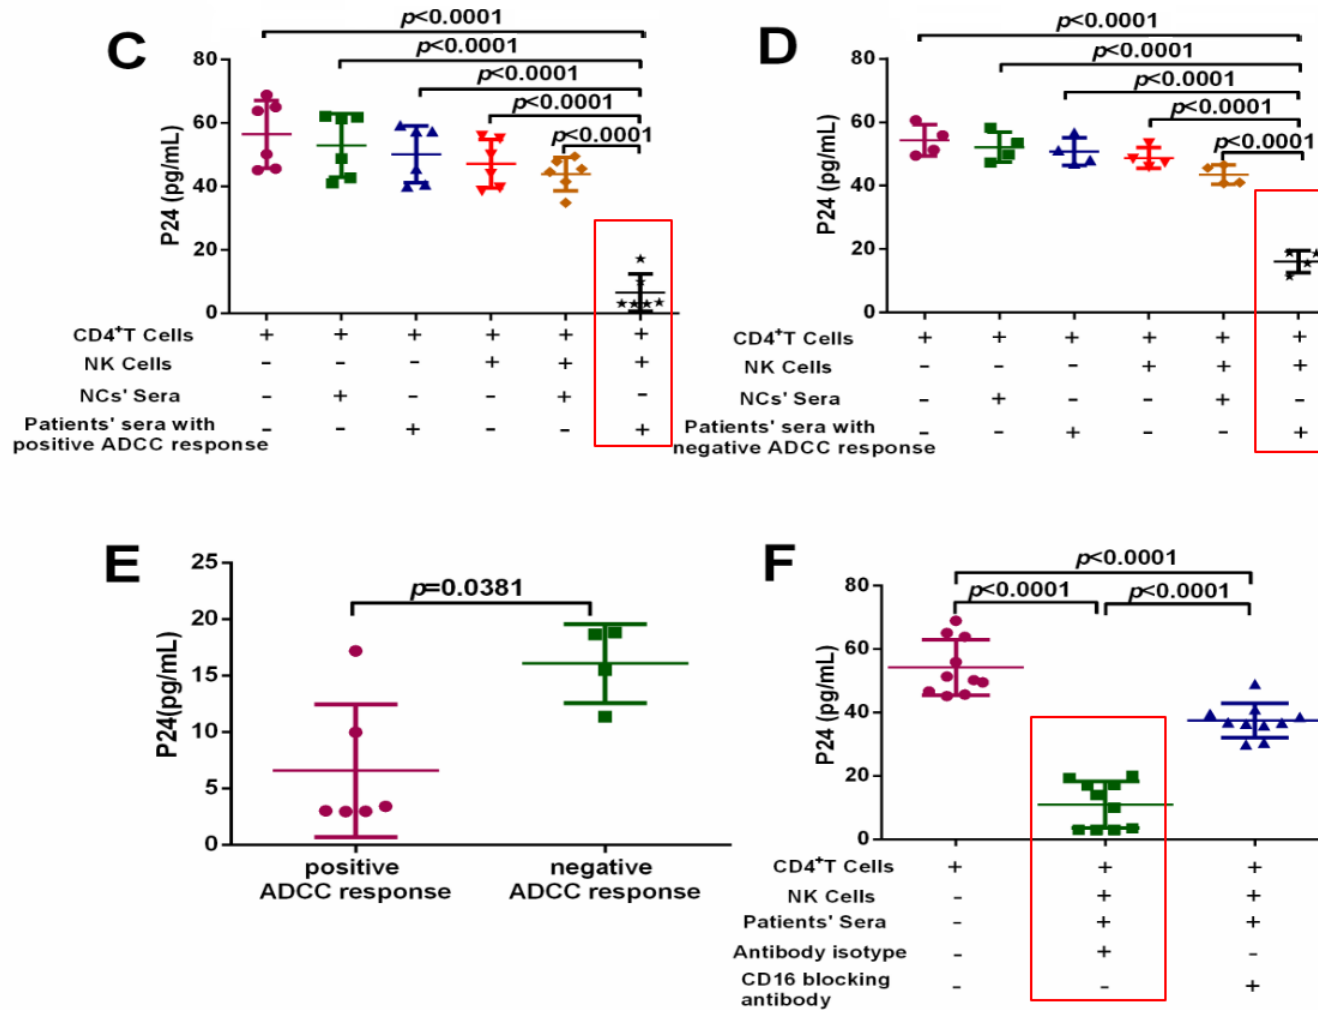 C
p<0.0001
p<0.0001
p<0.0001
p<0.0001
p<0.0001
P24 (pg/mL)
80
60
40
20
0
CD4+T Cells + + + + + +
NK Cells - - - + + +
NCs' Sera - + - - + -
Patients' sera with
positive ADCC response - - + - - +
D
p<0.0001
p<0.0001
p<0.0001
p<0.0001
p<0.0001
P24 (pg/mL)
80
60
40
20
0
CD4+T Cells + + + + + +
NK Cells - - - + + +
NCs' Sera - + - - + -
Patients' sera with
negative ADCC response - - + - - +
E
p=0.0381
P24(pg/mL)
25
20
15
10
5
0
positive
ADCC response
negative
ADCC response
F
p<0.0001
p<0.0001
p<0.0001
P24 (pg/mL)
80
60
40
20
0
CD4+T Cells + + +
NK Cells - + +
Patients' Sera - + +
Antibody isotype - + -
CD16 blocking
antibody - - +